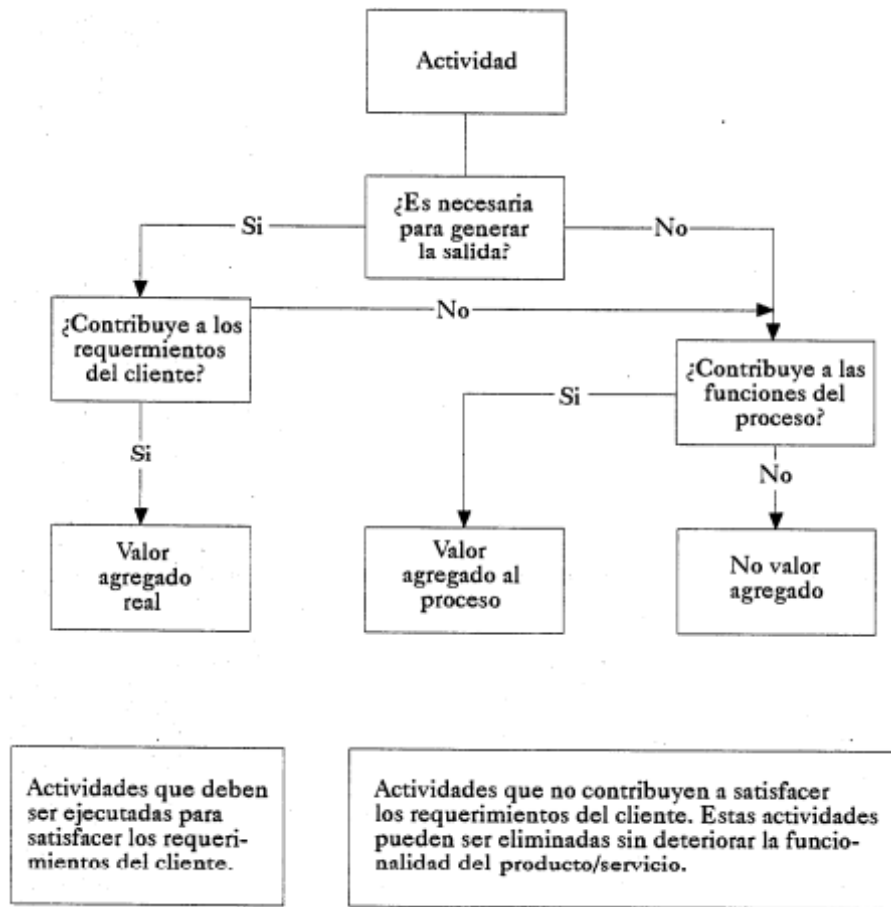 Actividad
¿Es necesaria
para generar
la salida?
Si
No
¿Contribuye a los
requermientos
del cliente?
No
¿Contribuye a las
funciones del
proceso?
Si
Si
No
Valor
agregado
real
Valor
agregado al
proceso
No valor
agregado
Actividades que deben
ser ejecutadas para
satisfacer los requeri-
mientos del cliente.
Actividades que no contribuyen a satisfacer
los requerimientos del cliente. Estas actividades
pueden ser eliminadas sin deteriorar la funcio-
nalidad del producto/servicio.